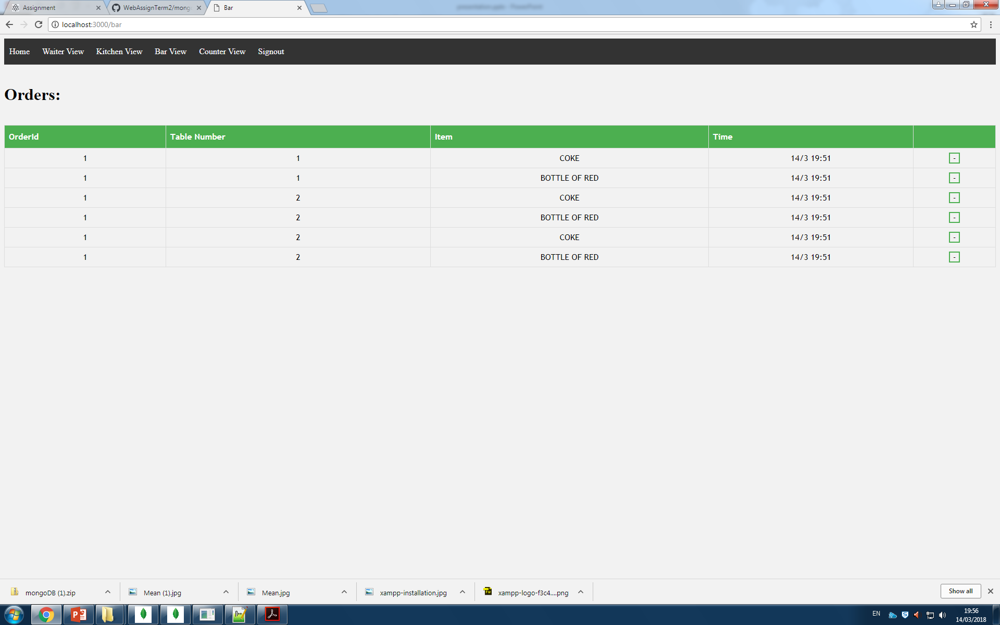 Assignment
WebAssignTerm2/mong
Bar
localhost:3000/bar
Home Waiter View Kitchen View Bar View Counter View Signout
Orders:
OrderId Table Number Item Time
1 1 COKE 14/3 19:51 -
1 1 BOTTLE OF RED 14/3 19:51 -
1 2 COKE 14/3 19:51 -
1 2 BOTTLE OF RED 14/3 19:51 -
1 2 COKE 14/3 19:51 -
1 2 BOTTLE OF RED 14/3 19:51 -
mongoDB (1).zip Mean (1).jpg Mean.jpg xampp-installation.jpg xampp-logo-f3c4....png Show all
EN
19:56
14/03/2018